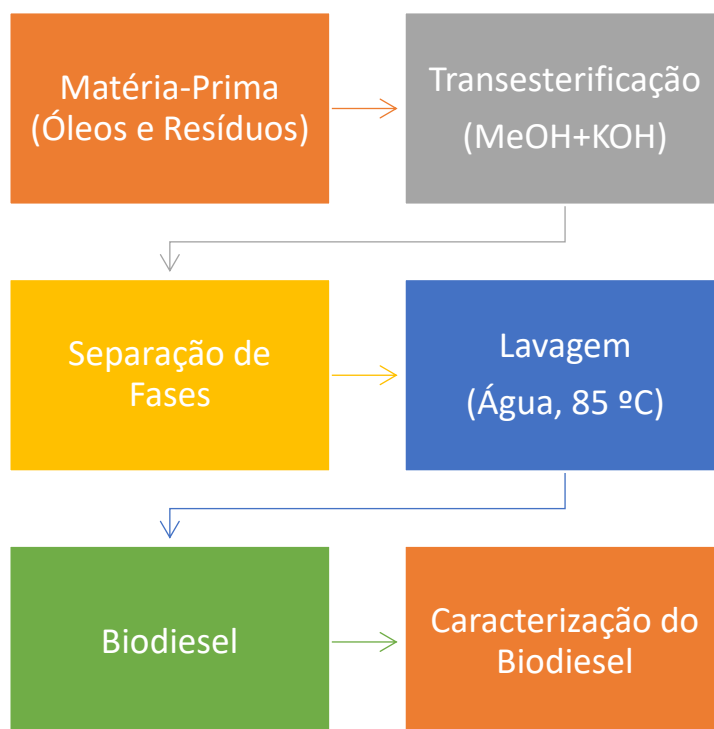 Matéria-Prima
(Óleos e Resíduos)
Transesterificação
(MeOH+KOH)
Separação de
Fases
Lavagem
(Água, 85 ºC)
Biodiesel
Caracterização do
Biodiesel